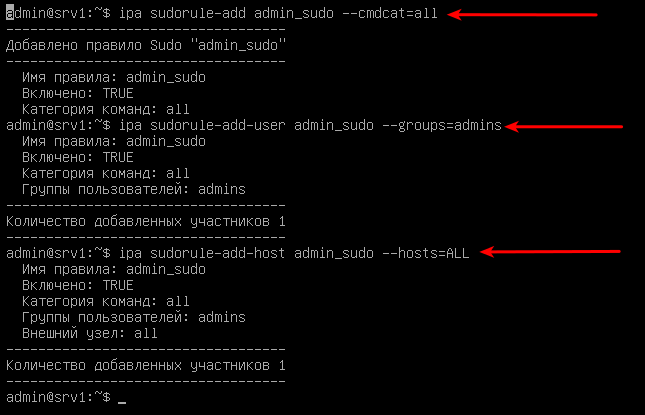 admin@srv1:~$ ipa sudorule-add admin_sudo --cmdcat=all
-----------------------------------
Добавлено правило Sudo "admin_sudo"
-----------------------------------
  Имя правила: admin_sudo
  Включено: TRUE
  Категория команд: all
admin@srv1:~$ ipa sudorule-add-user admin_sudo --groups=admins
  Имя правила: admin_sudo
  Включено: TRUE
  Категория команд: all
  Группы пользователей: admins
-----------------------------------
Количество добавленных участников 1
-----------------------------------
admin@srv1:~$ ipa sudorule-add-host admin_sudo --hosts=ALL
  Имя правила: admin_sudo
  Включено: TRUE
  Категория команд: all
  Группы пользователей: admins
  Внешний узел: all
-----------------------------------
Количество добавленных участников 1
-----------------------------------
admin@srv1:~$ _